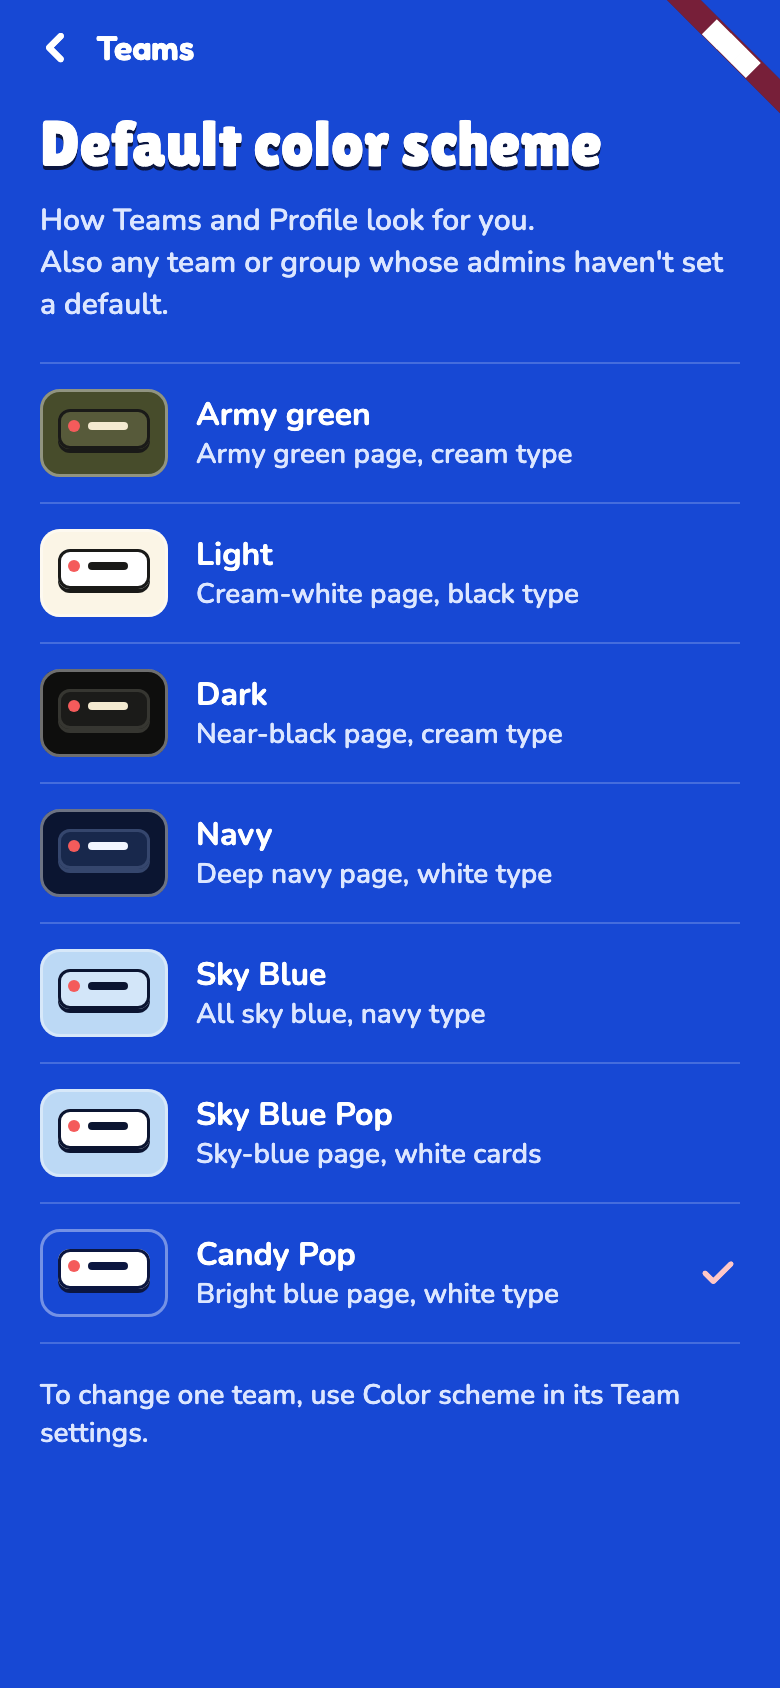 Teams
Default color scheme
How Teams and Profile look for you.
Also any team or group whose admins haven't set
a default.
Army green
Army green page, cream type
Light
Cream-white page, black type
Dark
Near-black page, cream type
Navy
Deep navy page, white type
Sky Blue
All sky blue, navy type
Sky Blue Pop
Sky-blue page, white cards
Candy Pop
Bright blue page, white type
To change one team, use Color scheme in its Team
settings.